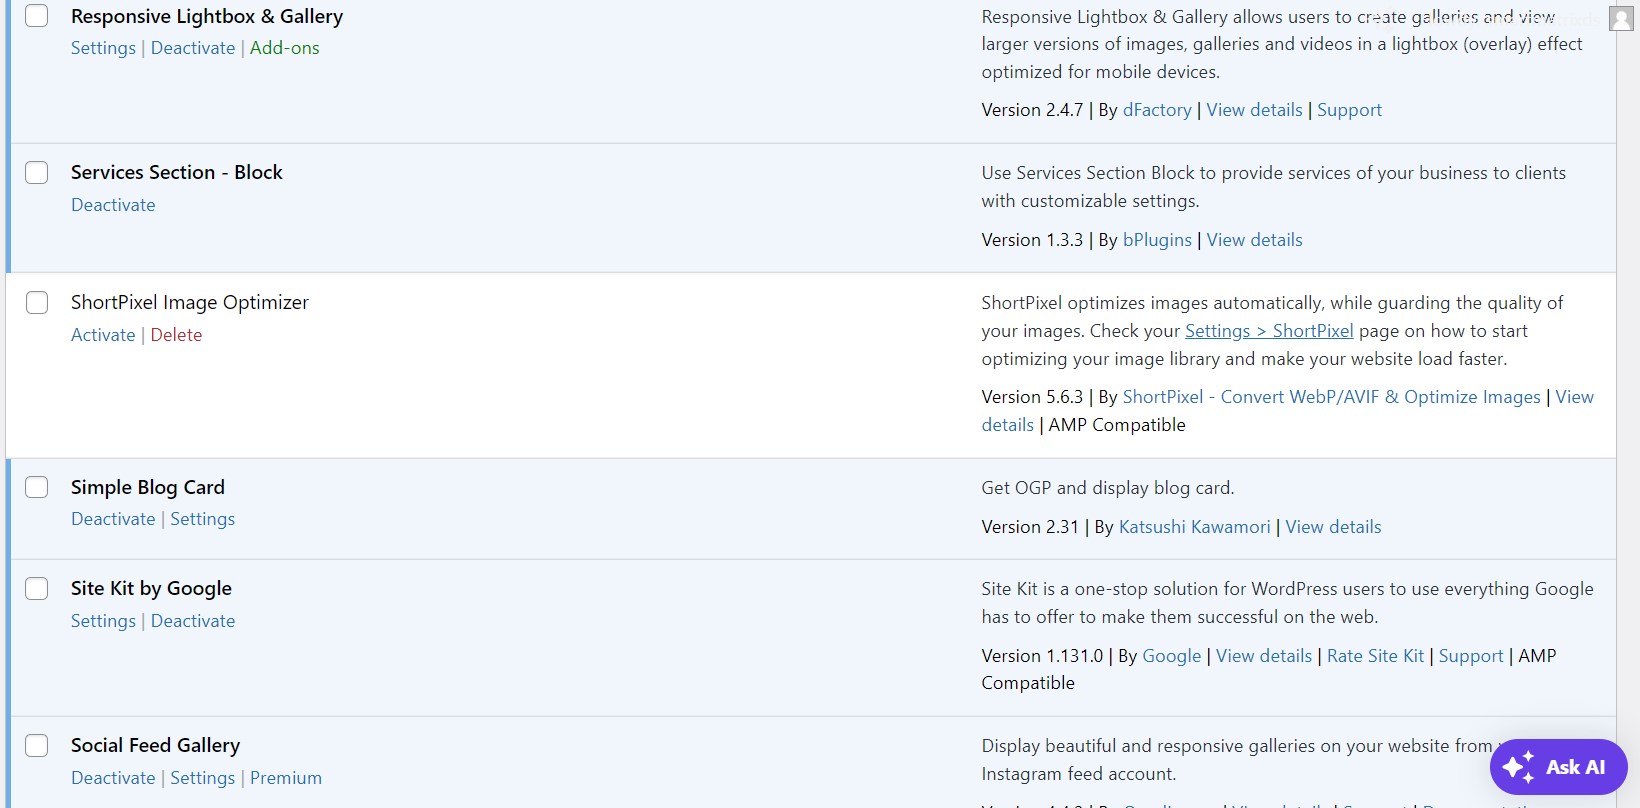 Responsive Lightbox & Gallery
Settings | Deactivate | Add-ons
Responsive Lightbox & Gallery allows users to create galleries and view
larger versions of images, galleries and videos in a lightbox (overlay) effect
optimized for mobile devices.
Version 2.4.7 | By dFactory | View details | Support
Services Section - Block
Deactivate
Use Services Section Block to provide services of your business to clients
with customizable settings.
Version 1.3.3 | By bPlugins | View details
ShortPixel Image Optimizer
Activate | Delete
ShortPixel optimizes images automatically, while guarding the quality of
your images. Check your Settings > ShortPixel page on how to start
optimizing your image library and make your website load faster.
Version 5.6.3 | By ShortPixel - Convert WebP/AVIF & Optimize Images | View
details | AMP Compatible
Simple Blog Card
Deactivate | Settings
Get OGP and display blog card.
Version 2.31 | By Katsushi Kawamori | View details
Site Kit by Google
Settings | Deactivate
Site Kit is a one-stop solution for WordPress users to use everything Google
has to offer to make them successful on the web.
Version 1.131.0 | By Google | View details | Rate Site Kit | Support | AMP
Compatible
Social Feed Gallery
Deactivate | Settings | Premium
Display beautiful and responsive galleries on your website from
Instagram feed account.
Ask AI